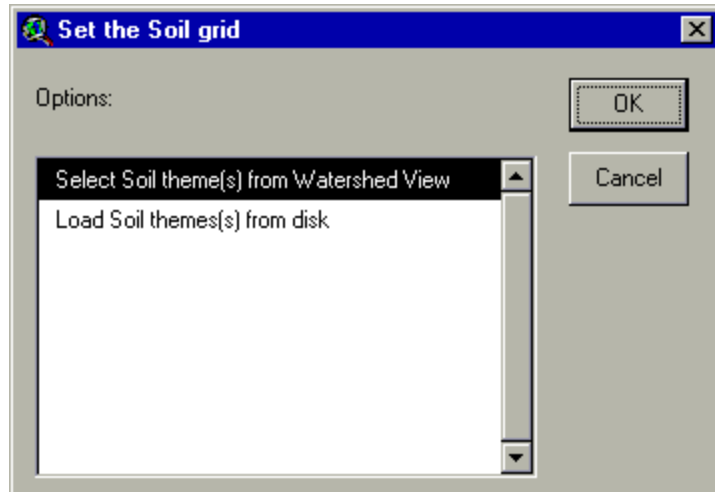 Set the Soil grid
Options:
OK
Select Soil theme(s) from Watershed View
Cancel
Load Soil themes(s) from disk